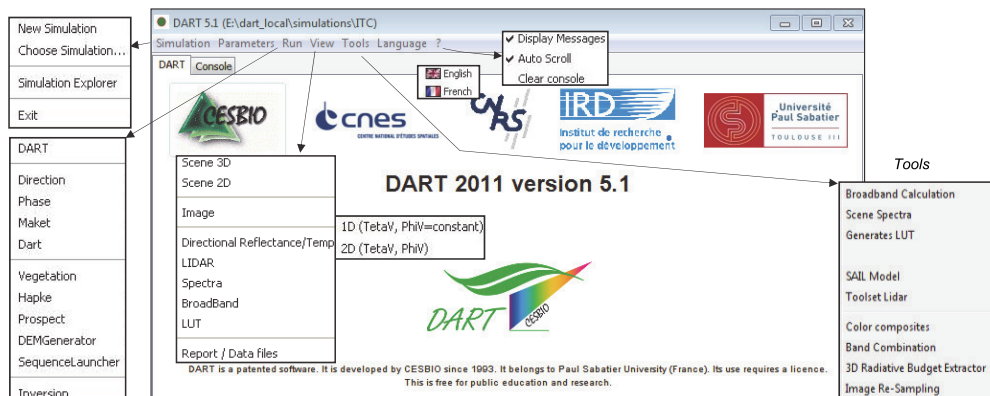 New Simulation
Choose Simulation...
Simulation Explorer
Exit
DART 5.1 (E:\dart_local\simulations\ITC)
Simulation Parameters Run View Tools Language ?
DART Console
Display Messages
Auto Scroll
Clear console
English
French
CESBIO
cnes
CENTRE NATIONAL D'ÉTUDES SPATIALES
CNRS
IRD
Institut de recherche
pour le développement
Université
Paul Sabatier
TOULOUSE III
DART
Direction
Phase
Maket
Dart
Vegetation
Hapke
Prospect
DEMGenerator
SequenceLauncher
Inversion
Scene 3D
Scene 2D
Image
Directional Reflectance/Temp
LIDAR
Spectra
BroadBand
LUT
Report / Data files
1D (TetaV, PhiV=constant)
2D (TetaV, PhiV)
DART 2011 version 5.1
DART
CESBIO
DART is a patented software. It is developed by CESBIO since 1993. It belongs to Paul Sabatier University (France). Its use requires a licence.
This is free for public education and research.
Tools
Broadband Calculation
Scene Spectra
Generates LUT
SAIL Model
Toolset Lidar
Color composites
Band Combination
3D Radiative Budget Extractor
Image Re-Sampling